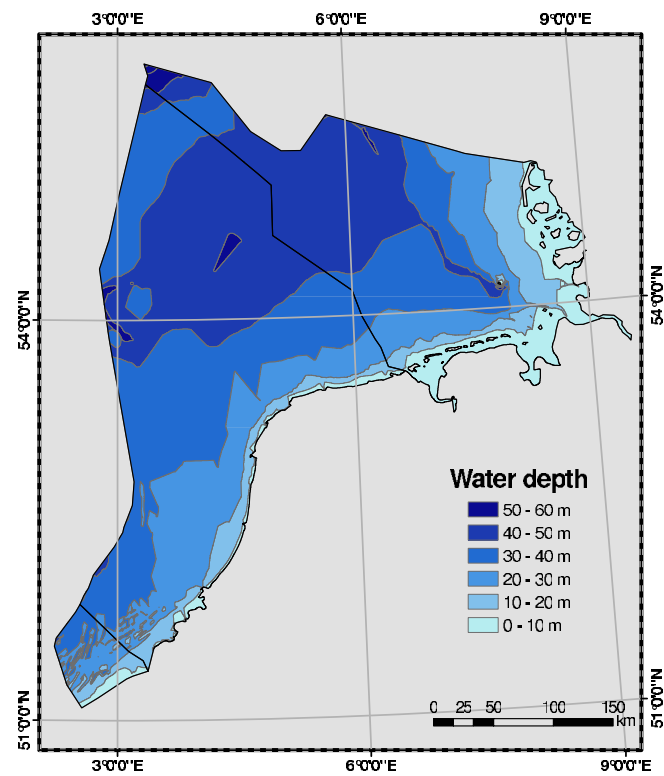 3°0'0"E 6°0'0"E 9°0'0"E
54°0'0"N 54°0'0"N
Water depth
50 - 60 m
40 - 50 m
30 - 40 m
20 - 30 m
10 - 20 m
0 - 10 m
0 25 50 100 150
km
51°0'0"N 51°0'0"N
3°0'0"E 6°0'0"E 9°0'0"E